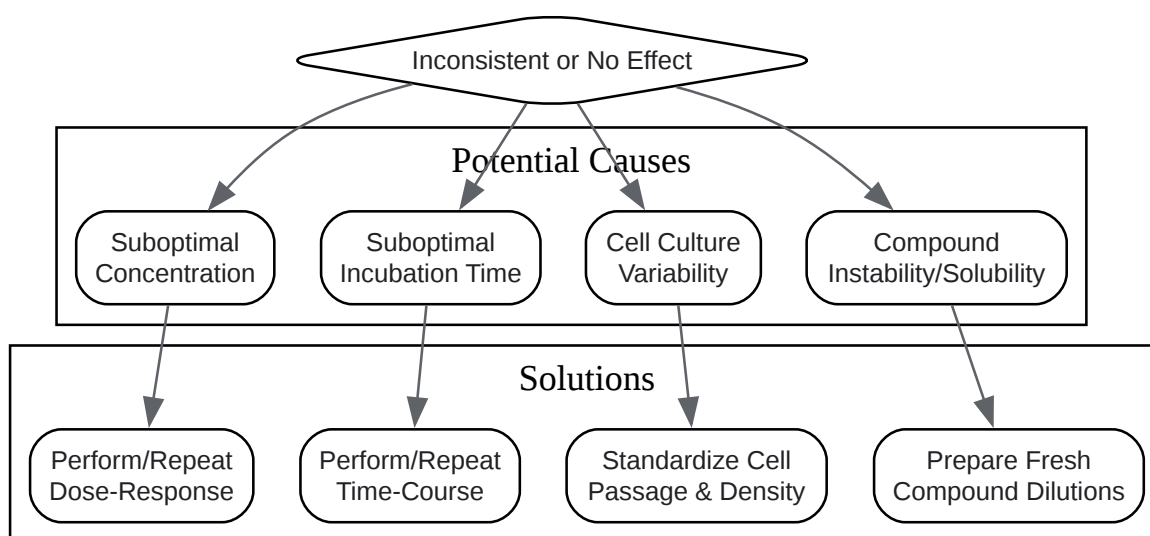 Inconsistent or No Effect
Potential Causes
Suboptimal
Concentration
Suboptimal
Incubation Time
Cell Culture
Variability
Compound
Instability/Solubility
Solutions
Perform/Repeat
Dose-Response
Perform/Repeat
Time-Course
Standardize Cell
Passage & Density
Prepare Fresh
Compound Dilutions